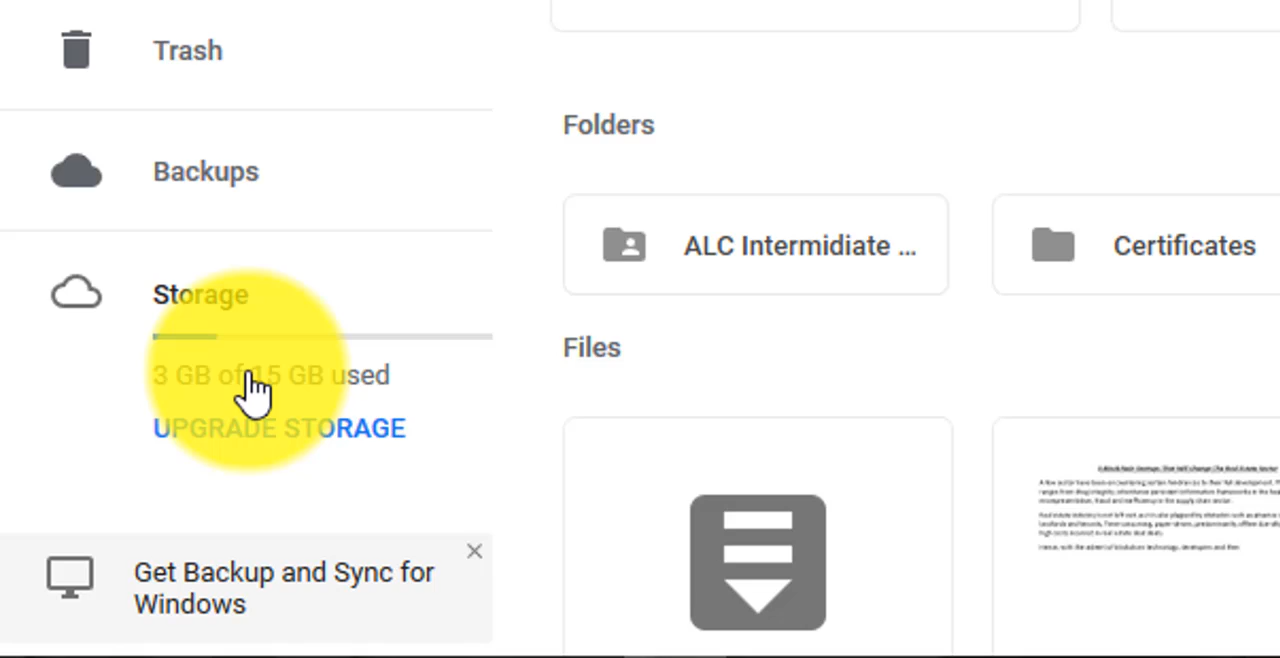 Trash
Backups
Storage
3 GB of 15 GB used
UPGRADE STORAGE
Get Backup and Sync for
Windows
Folders
ALC Intermidiate ...
Certificates
Files